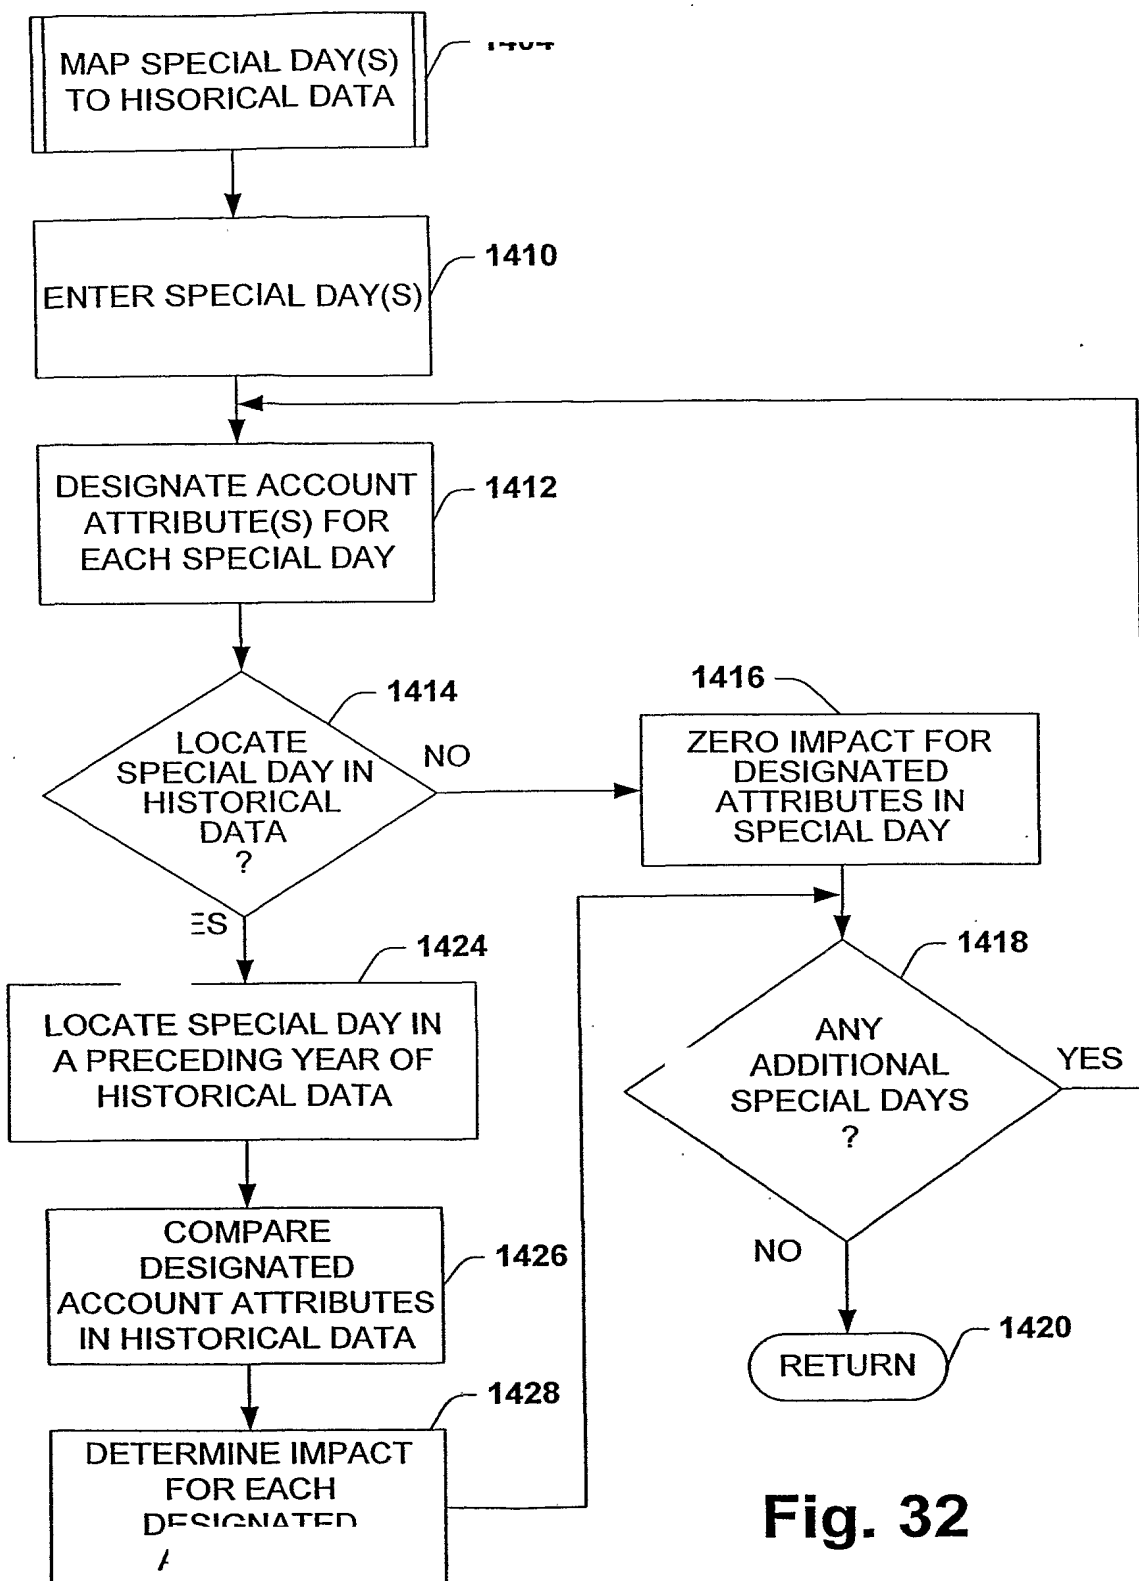 MAP SPECIAL DAY(S)
TO HISORICAL DATA
1410
ENTER SPECIAL DAY(S)
DESIGNATE ACCOUNT
ATTRIBUTE(S) FOR
EACH SPECIAL DAY
1412
1414
LOCATE
SPECIAL DAY IN
HISTORICAL
DATA
?
NO
1416
ZERO IMPACT FOR
DESIGNATED
ATTRIBUTES IN
SPECIAL DAY
1424
LOCATE SPECIAL DAY IN
A PRECEDING YEAR OF
HISTORICAL DATA
1418
ANY
ADDITIONAL
SPECIAL DAYS
?
YES
NO
COMPARE
DESIGNATED
ACCOUNT ATTRIBUTES
IN HISTORICAL DATA
1426
1420
RETURN
1428
DETERMINE IMPACT
FOR EACH
DESIGNATED
Fig. 32